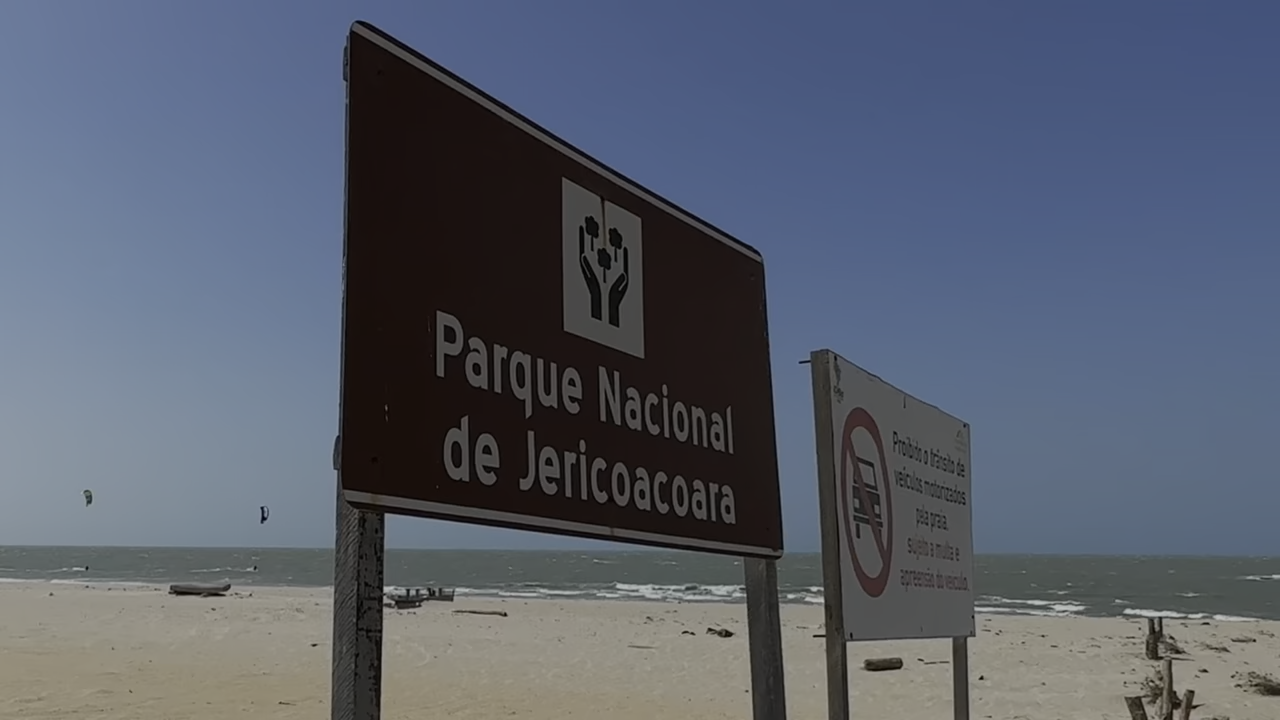 Parque Nacional
de Jericoacoara
Proibido o trânsito de
veículos motorizados
pela praia,
sujeito a multa e
apreensão do veículo.